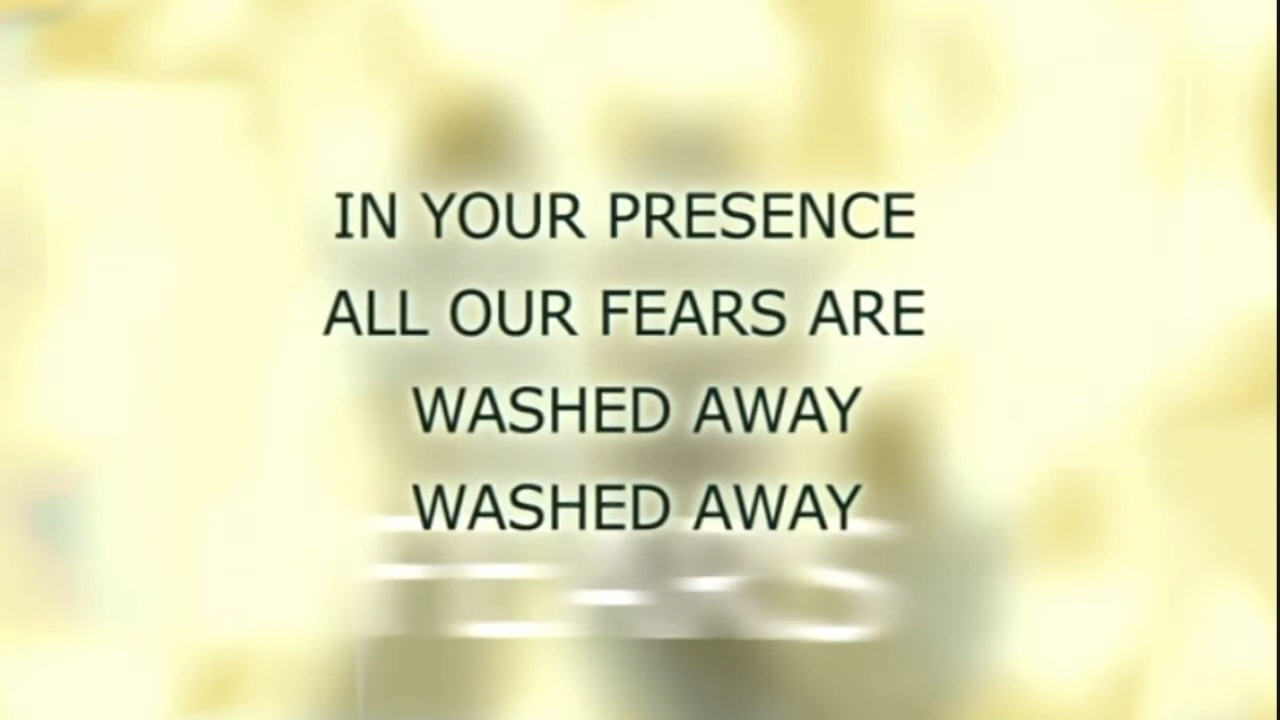 IN YOUR PRESENCE
ALL OUR FEARS ARE
WASHED AWAY
WASHED AWAY